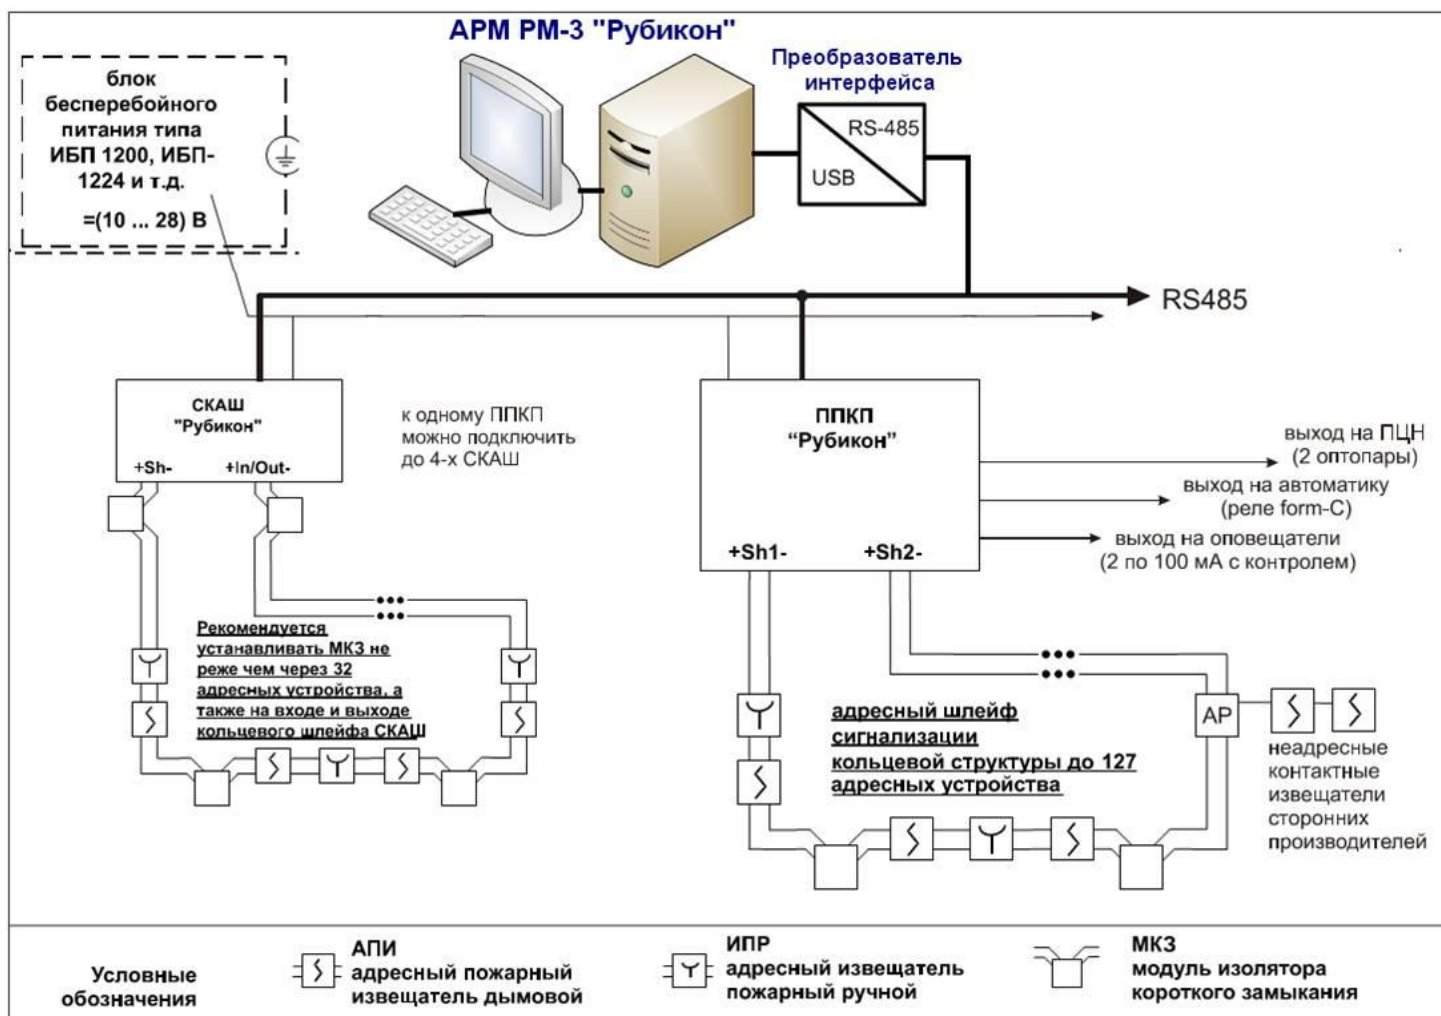 АРМ РМ-3 "Рубикон"
блок
бесперебойного
питания типа
ИБП 1200, ИБП-
1224 и т.д.
=(10 ... 28) В
Преобразователь
интерфейса
RS-485
USB
RS485
СКАШ
"Рубикон"
+Sh-
+In/Out-
к одному ППКП
можно подключить
до 4-х СКАШ
ППКП
“Рубикон”
+Sh1-
+Sh2-
выход на ПЦН
(2 оптопары)
выход на автоматику
(реле form-C)
выход на оповещатели
(2 по 100 мА с контролем)
Рекомендуется
устанавливать МКЗ не
реже чем через 32
адресных устройства, а
также на входе и выходе
кольцевого шлейфа СКАШ
адресный шлейф
сигнализации
кольцевой структуры до 127
адресных устройства
АР
неадресные
контактные
извещатели
сторонних
производителей
Условные
обозначения
АПИ
адресный пожарный
извещатель дымовой
ИПР
адресный извещатель
пожарный ручной
МКЗ
модуль изолятора
короткого замыкания